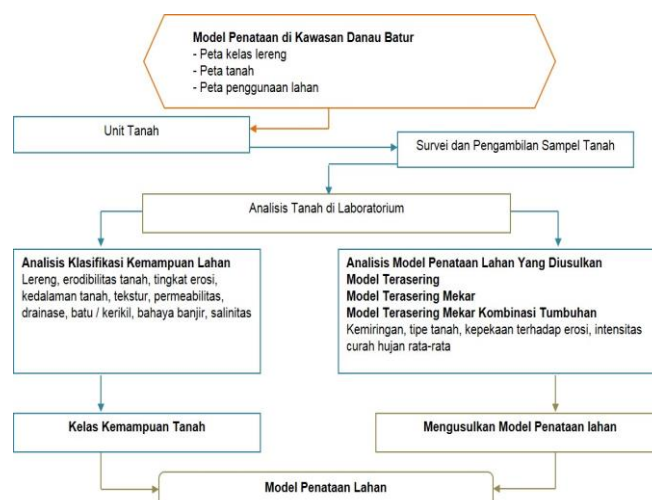 Model Penataan di Kawasan Danau Batur
- Peta kelas lereng
- Peta tanah
- Peta penggunaan lahan
Unit Tanah
Survei dan Pengambilan Sampel Tanah
Analisis Tanah di Laboratorium
Analisis Klasifikasi Kemampuan Lahan
Lereng, erodibilitas tanah, tingkat erosi,
kedalaman tanah, tekstur, permeabilitas,
drainase, batu / kerikil, bahaya banjir, salinitas
Analisis Model Penataan Lahan Yang Diusulkan
Model Terasering
Model Terasering Mekar
Model Terasering Mekar Kombinasi Tumbuhan
Kemiringan, tipe tanah, kepekaan terhadap erosi, intensitas
curah hujan rata-rata
Kelas Kemampuan Tanah
Mengusulkan Model Penataan lahan
Model Penataan Lahan